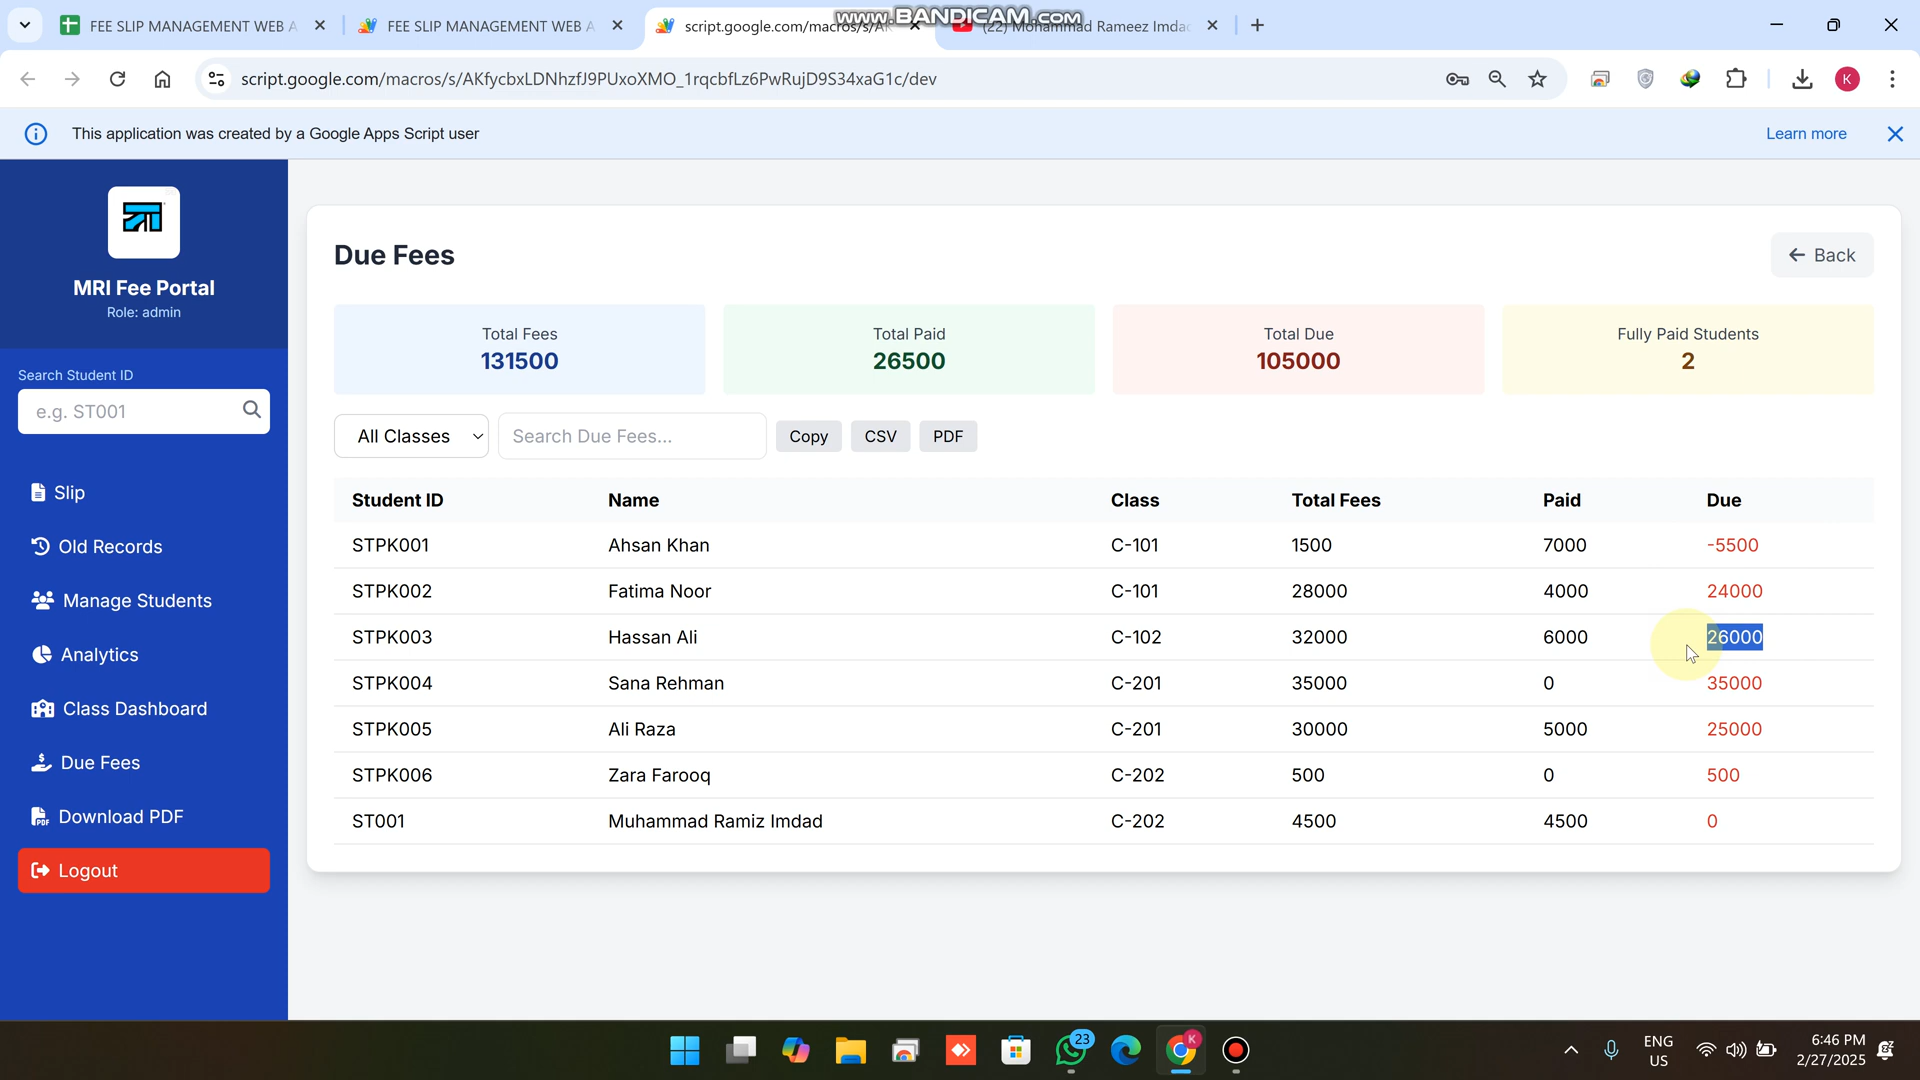 FEE SLIP MANAGEMENT WEB A
FEE SLIP MANAGEMENT WEB A
script.google.com/macros/s/A
www.BANDICAM.com
(22) Mohammad Rameez Imdac
script.google.com/macros/s/AKfycbxLDNhzfJ9PUxoXMO_1rqcbfLz6PwRujD9S34xaG1c/dev
K
This application was created by a Google Apps Script user
Learn more
MRI Fee Portal
Role: admin
Search Student ID
e.g. ST001
Slip
Old Records
Manage Students
Analytics
Class Dashboard
Due Fees
PDF
Download PDF
Logout
Due Fees
Back
Total Fees
131500
Total Paid
26500
Total Due
105000
Fully Paid Students
2
All Classes
Search Due Fees...
Copy
CSV
PDF
Student ID Name Class Total Fees Paid Due
STPK001 Ahsan Khan C-101 1500 7000 -5500
STPK002 Fatima Noor C-101 28000 4000 24000
STPK003 Hassan Ali C-102 32000 6000 26000
STPK004 Sana Rehman C-201 35000 0 35000
STPK005 Ali Raza C-201 30000 5000 25000
STPK006 Zara Farooq C-202 500 0 500
ST001 Muhammad Ramiz Imdad C-202 4500 4500 0
23
K
ENG
US
6:46 PM
2/27/2025